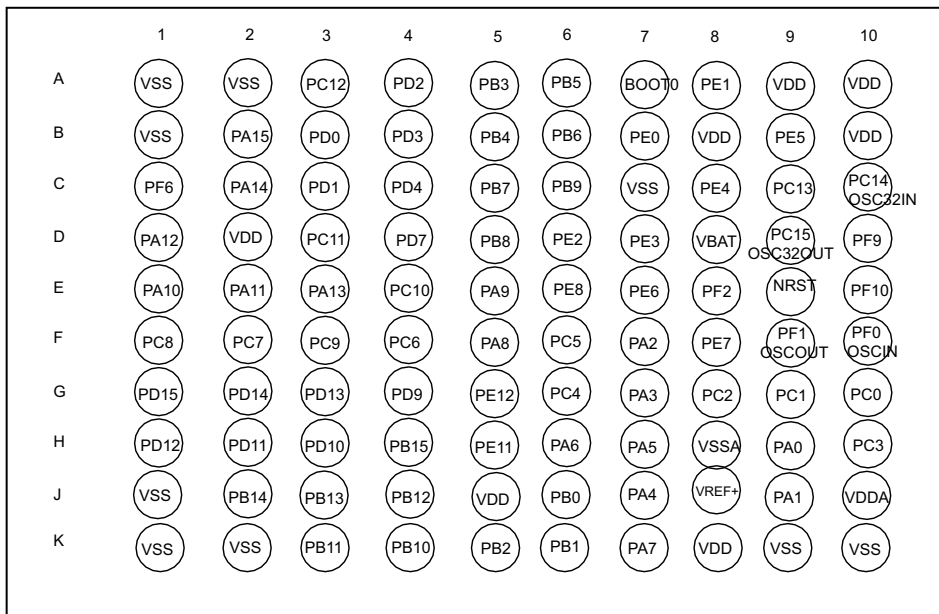 1 2 3 4 5 6 7 8 9 10
A VSS VSS PC12 PD2 PB3 PB5 BOOT0 PE1 VDD VDD
B VSS PA15 PD0 PD3 PB4 PB6 PE0 VDD PE5 VDD
C PF6 PA14 PD1 PD4 PB7 PB9 VSS PE4 PC13 PC14
OSC32IN
D PA12 VDD PC11 PD7 PB8 PE2 PE3 VBAT PC15 PF9
OSC32OUT
E PA10 PA11 PA13 PC10 PA9 PE8 PE6 PF2 NRST PF10
F PC8 PC7 PC9 PC6 PA8 PC5 PA2 PE7 PF1 PF0
OSCOUT OSCIN
G PD15 PD14 PD13 PD9 PE12 PC4 PA3 PC2 PC1 PC0
H PD12 PD11 PD10 PB15 PE11 PA6 PA5 VSSA PA0 PC3
J VSS PB14 PB13 PB12 VDD PB0 PA4 VREF+ PA1 VDDA
K VSS VSS PB11 PB10 PB2 PB1 PA7 VDD VSS VSS